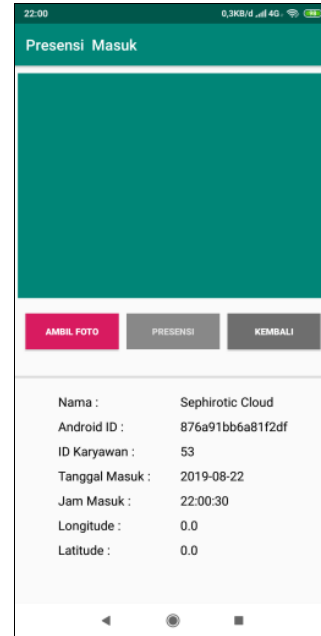 22:00 0,3KB/d 4G
Presensi Masuk
AMBIL FOTO PRESENSI KEMBALI
Nama : Sephirotic Cloud
Android ID : 876a91bb6a81f2df
ID Karyawan : 53
Tanggal Masuk : 2019-08-22
Jam Masuk : 22:00:30
Longitude : 0.0
Latitude : 0.0